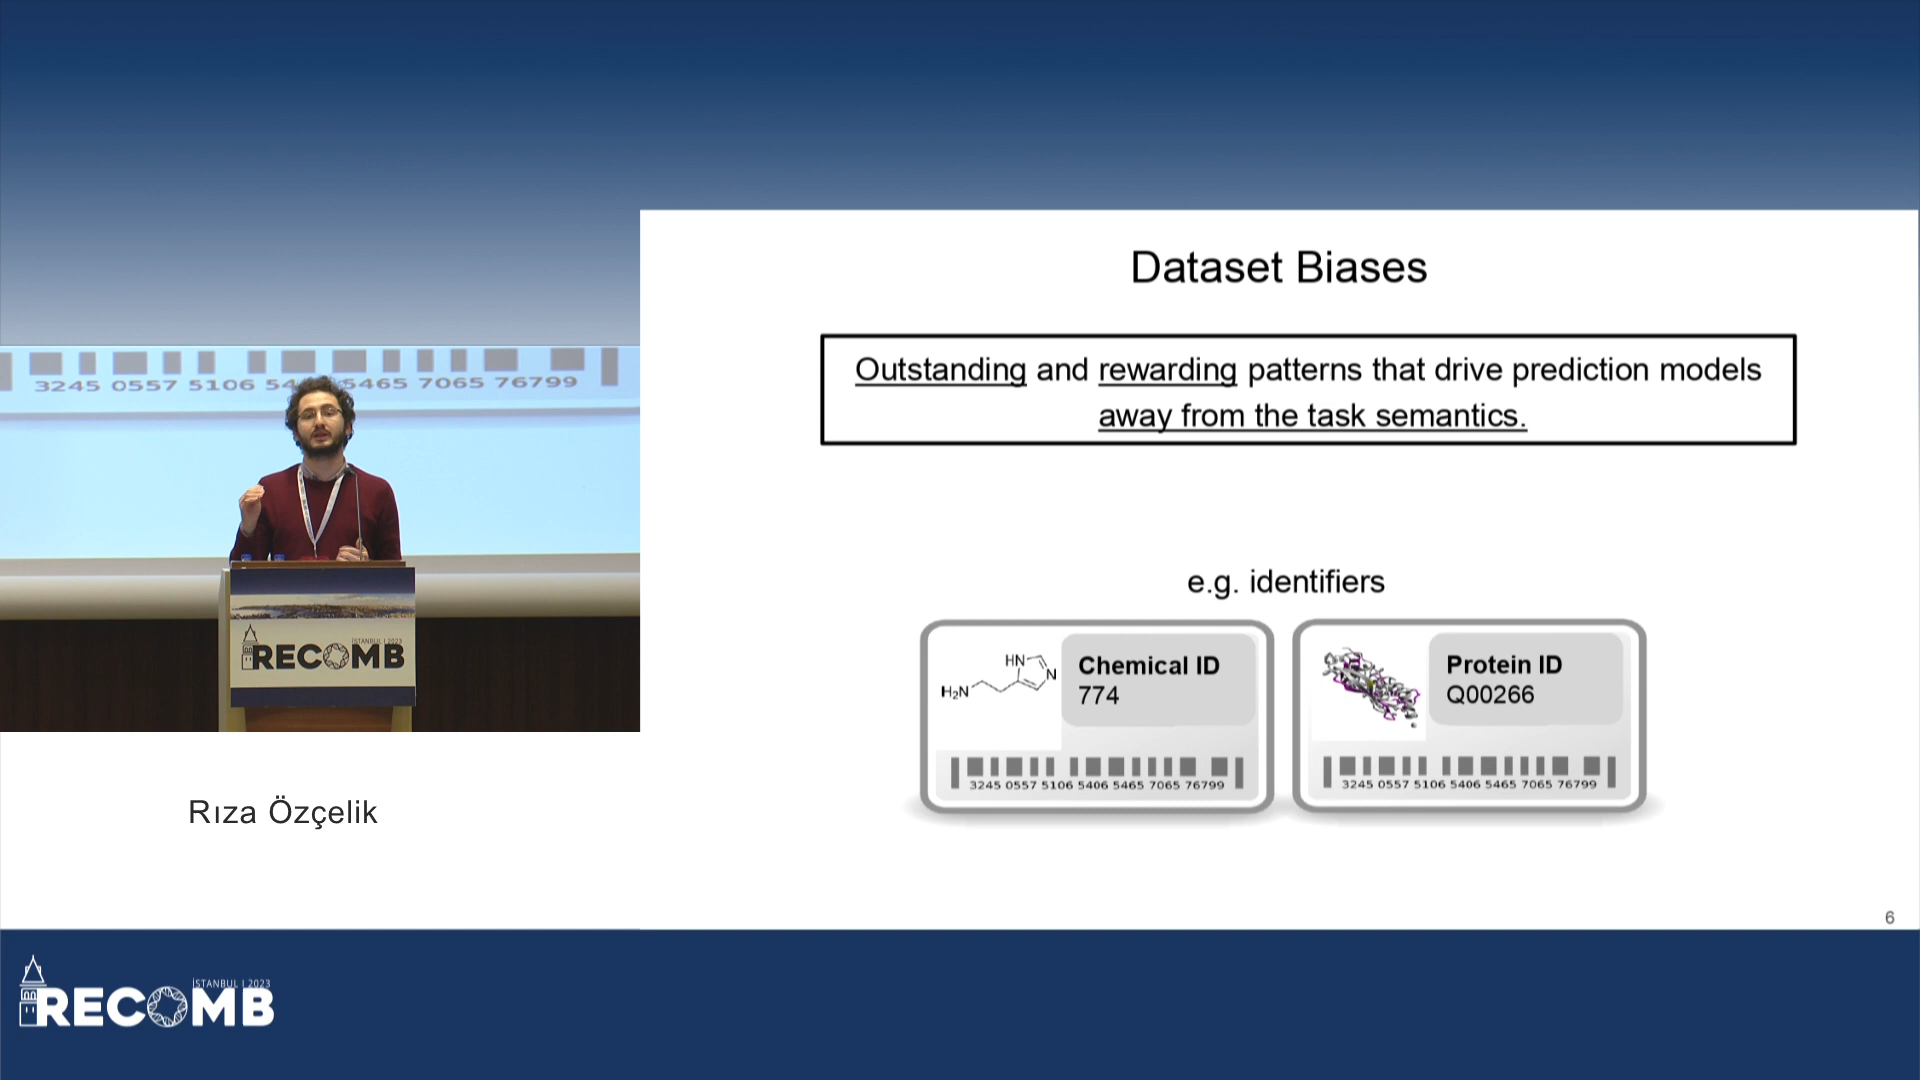 Dataset Biases
Outstanding and rewarding patterns that drive prediction models
away from the task semantics.
e.g. identifiers
HN
N
H₂N
Chemical ID
774
3245 0557 5106 5406 5465 7065 76799
Protein ID
Q00266
3245 0557 5106 5406 5465 7065 76799
6
3245 0557 5106 54 5465 7065 76799
İSTANBUL | 2023
RECOMB
Rıza Özçelik
İSTANBUL | 2023
RECOMB